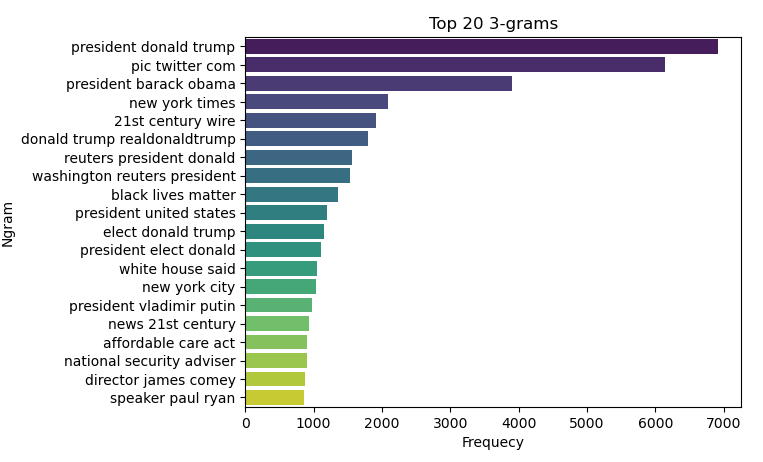 Top 20 3-grams
Ngram
president donald trump
pic twitter com
president barack obama
new york times
21st century wire
donald trump realdonaldtrump
reuters president donald
washington reuters president
black lives matter
president united states
elect donald trump
president elect donald
white house said
new york city
president vladimir putin
news 21st century
affordable care act
national security adviser
director james comey
speaker paul ryan
0 1000 2000 3000 4000 5000 6000 7000
Frequecy